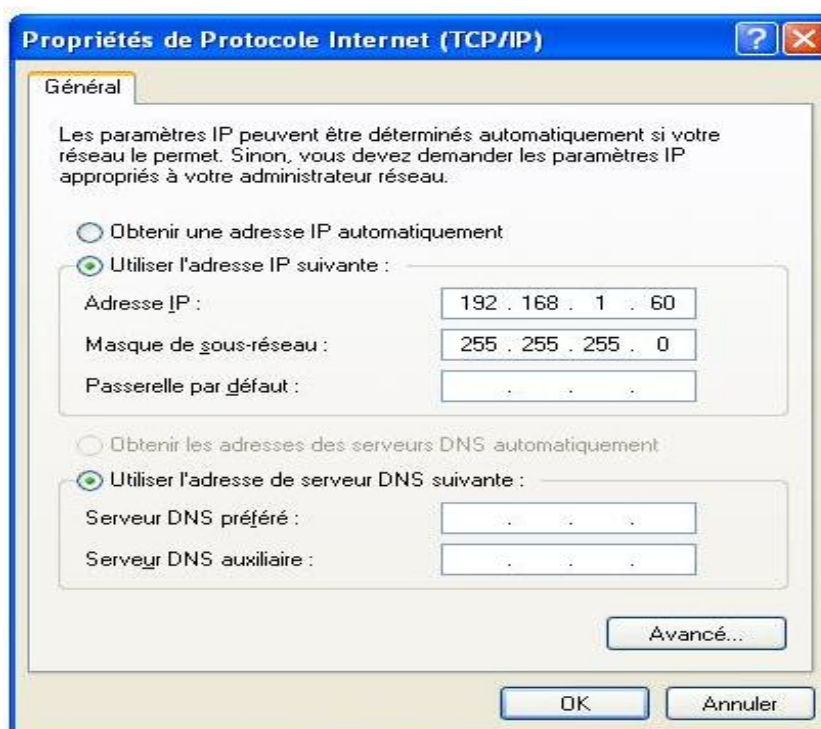 Propriétés de Protocole Internet (TCP/IP)
Général
Les paramètres IP peuvent être déterminés automatiquement si votre
réseau le permet. Sinon, vous devez demander les paramètres IP
appropriés à votre administrateur réseau.
Obtenir une adresse IP automatiquement
Utiliser l'adresse IP suivante :
Adresse IP : 192 . 168 . 1 . 60
Masque de sous-réseau : 255 . 255 . 255 . 0
Passerelle par défaut : . . .
Obtenir les adresses des serveurs DNS automatiquement
Utiliser l'adresse de serveur DNS suivante :
Serveur DNS préféré : . . .
Serveur DNS auxiliaire : . . .
Avancé...
OK Annuler